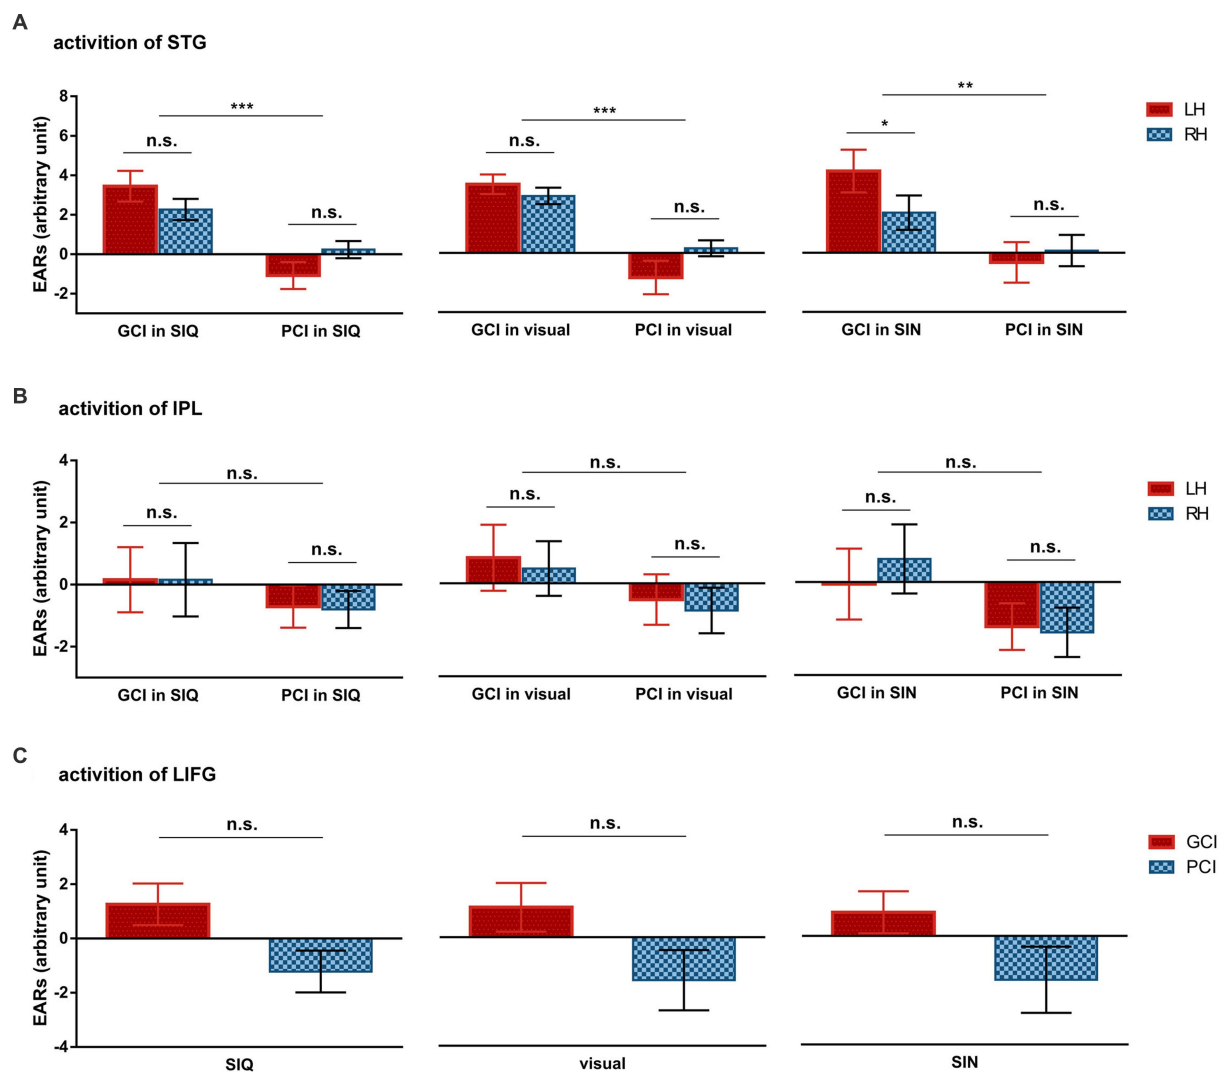 A
activition of STG
EARs (arbitrary unit)
8
6
4
2
0
-2
***
n.s.
n.s.
GCI in SIQ
PCI in SIQ
***
n.s.
n.s.
GCI in visual
PCI in visual
**
*
n.s.
GCI in SIN
PCI in SIN
LH
RH
B
activition of IPL
EARs (arbitrary unit)
4
2
0
-2
n.s.
n.s.
n.s.
GCI in SIQ
PCI in SIQ
n.s.
n.s.
n.s.
GCI in visual
PCI in visual
n.s.
n.s.
n.s.
GCI in SIN
PCI in SIN
LH
RH
C
activition of LIFG
EARs (arbitrary unit)
4
2
0
-2
-4
n.s.
SIQ
n.s.
visual
n.s.
SIN
GCI
PCI